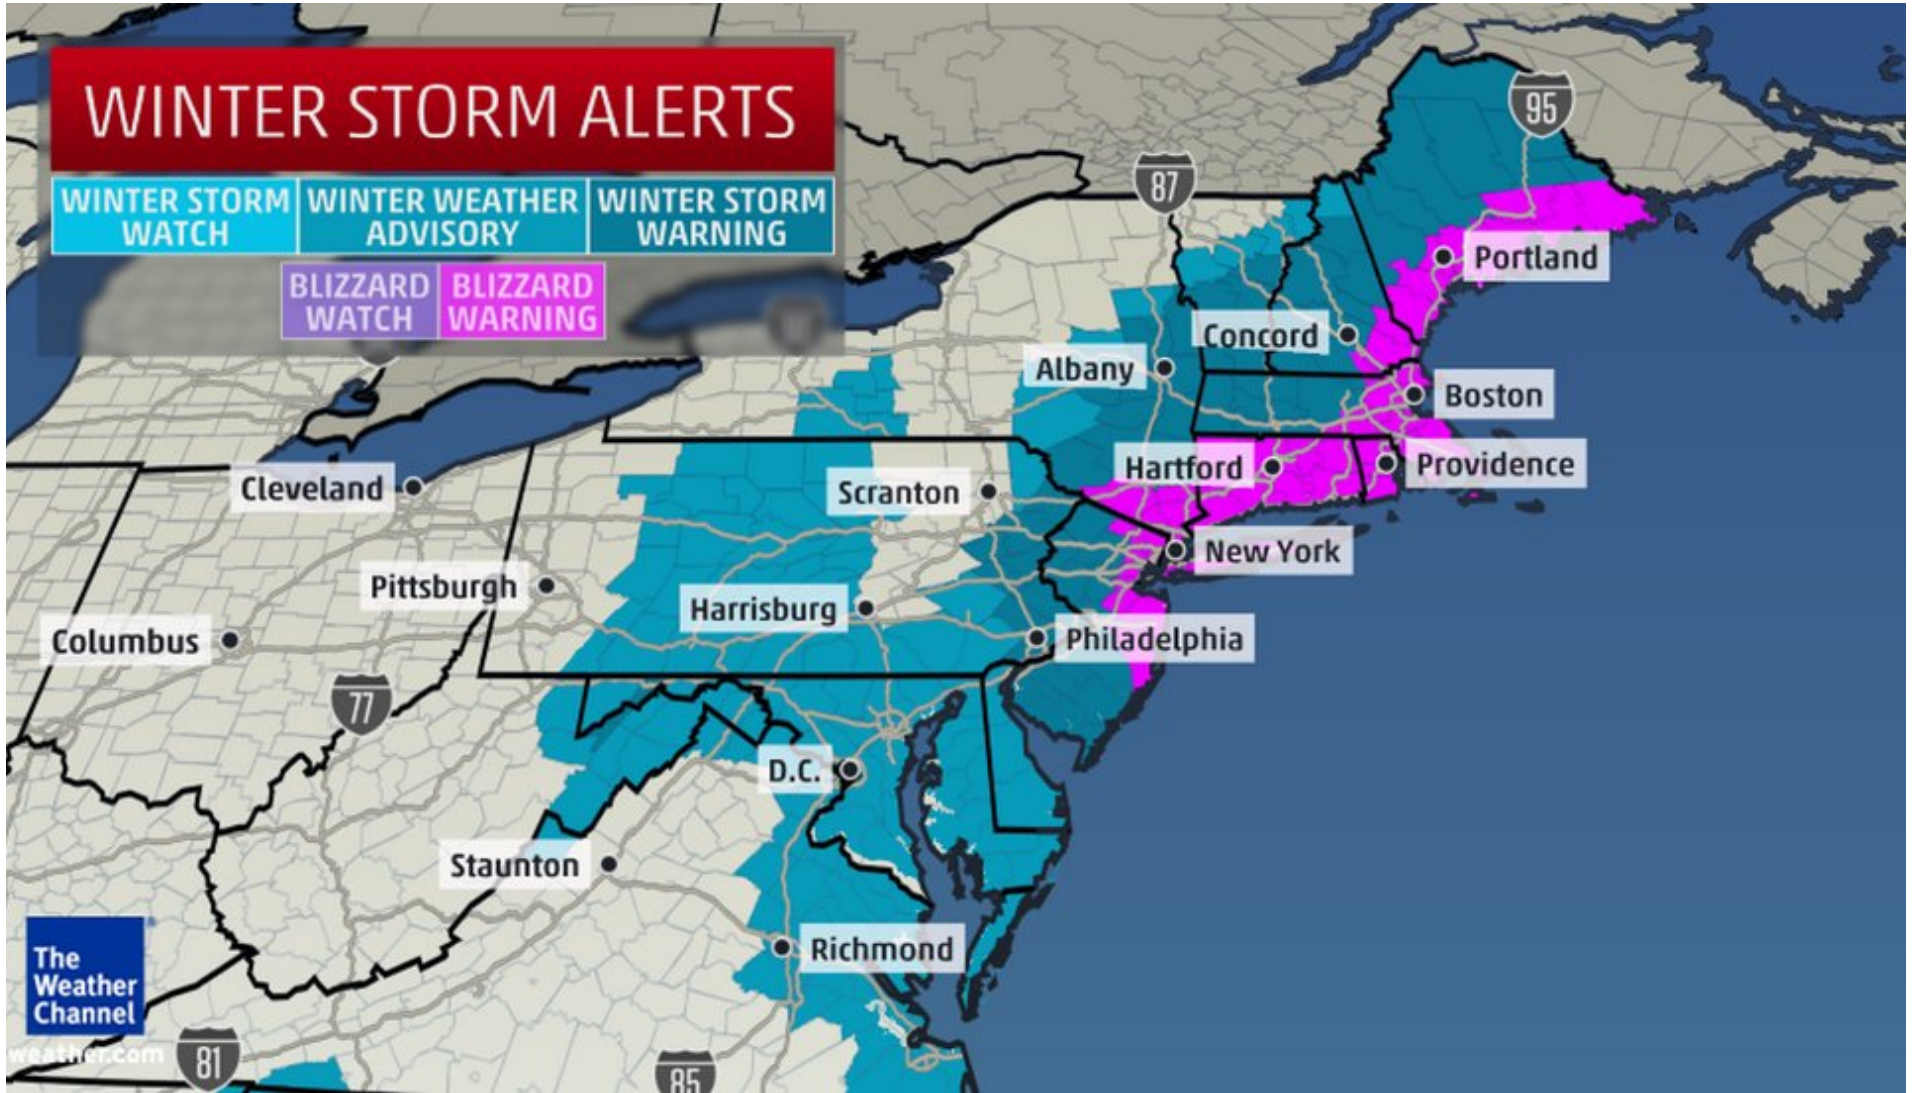 WINTER STORM ALERTS
WINTER STORM
WATCH
WINTER WEATHER
ADVISORY
WINTER STORM
WARNING
BLIZZARD
WATCH
BLIZZARD
WARNING
95
87
Portland
Concord
Albany
Boston
Hartford
Providence
Cleveland
Scranton
New York
Pittsburgh
Harrisburg
Columbus
Philadelphia
77
D.C.
Staunton
Richmond
The
Weather
Channel
weather.com
81
85